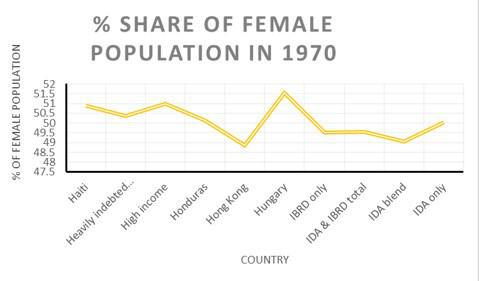 % SHARE OF FEMALE
POPULATION IN 1970
% OF FEMALE POPULATION
52
51.5
51
50.5
50
49.5
49
48.5
48
47.5
Haiti
Heavily indebted...
High income
Honduras
Hong Kong
Hungary
IBRD only
IDA & IBRD total
IDA blend
IDA only
COUNTRY